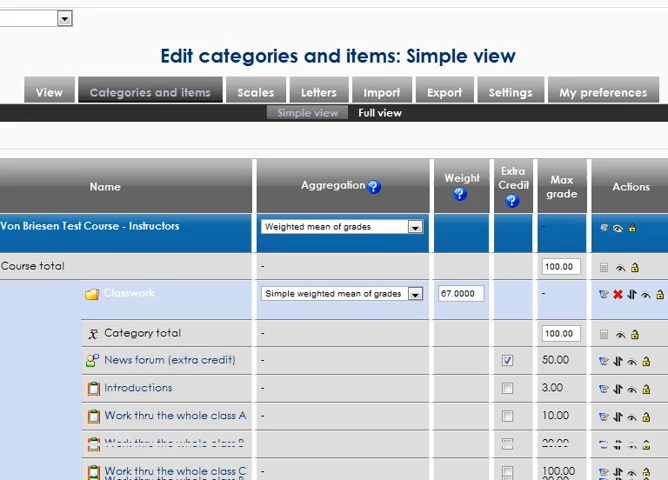 Edit categories and items: Simple view
View Categories and items Scales Letters Import Export Settings My preferences
Simple view Full view
Name Aggregation Weight Extra Credit Max grade Actions
Von Briesen Test Course - Instructors Weighted mean of grades -
Course total - 100.00
Classwork Simple weighted mean of grades 67.0000 -
Category total - 100.00
News forum (extra credit) - 50.00
Introductions - 3.00
Work thru the whole class A - 10.00
Work thru the whole class B - 20.00
Work thru the whole class C - 100.00